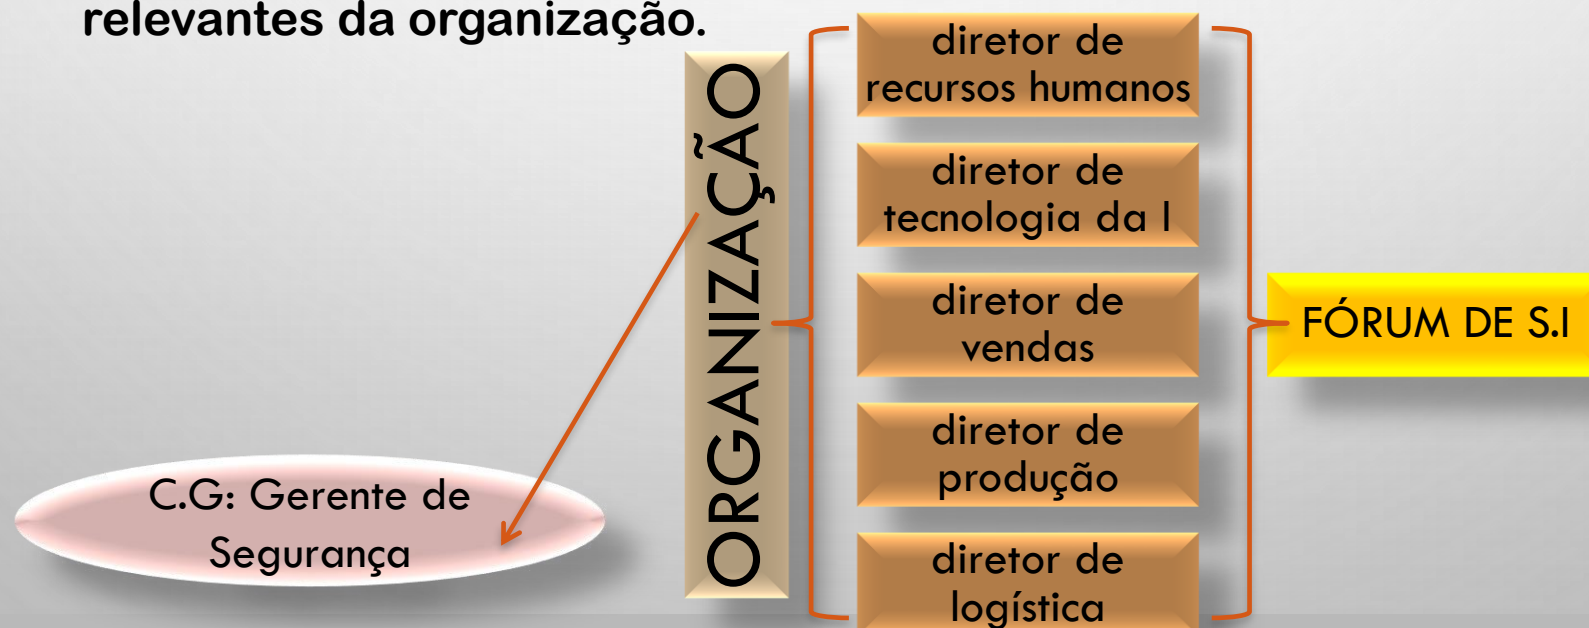 relevantes da organização.
ORGANIZAÇÃO
diretor de
recursos humanos
diretor de
tecnologia da I
diretor de
vendas
diretor de
produção
diretor de
logística
FÓRUM DE S.I
C.G: Gerente de
Segurança